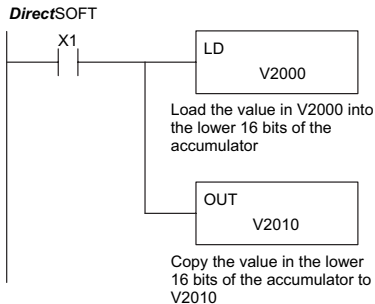 DirectSOFT
X1
LD
V2000
Load the value in V2000 into
the lower 16 bits of the
accumulator
OUT
V2010
Copy the value in the lower
16 bits of the accumulator to
V2010